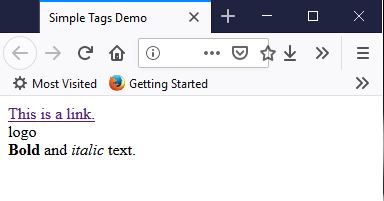 Simple Tags Demo
Most Visited Getting Started
This is a link.
logo
Bold and italic text.